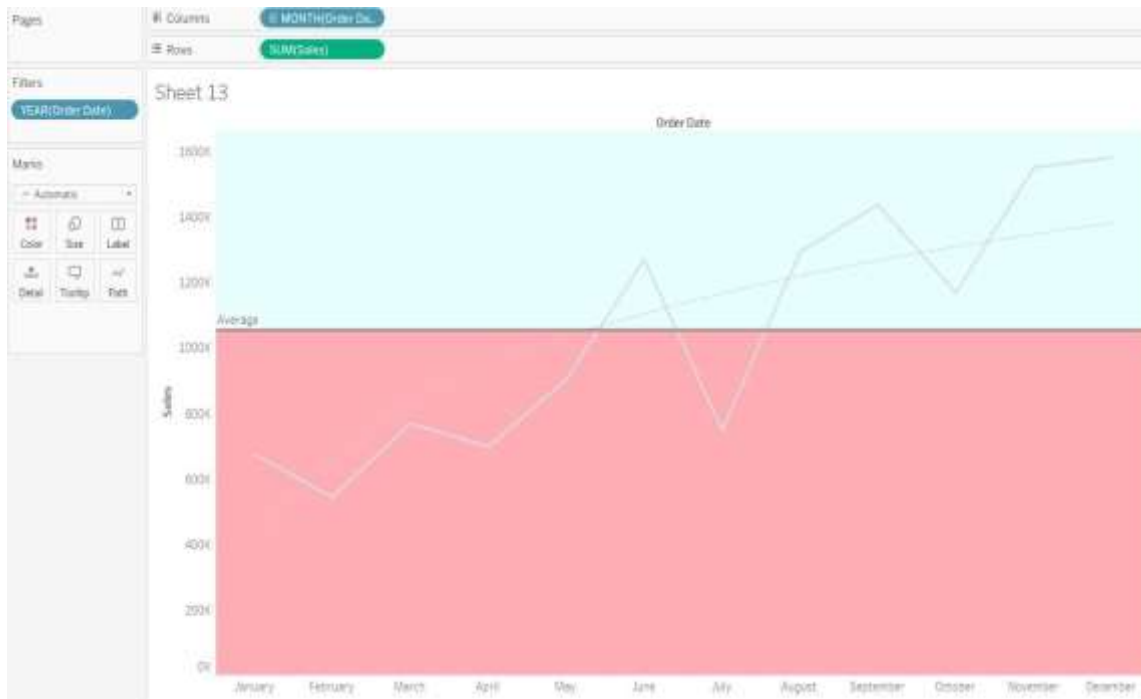 Pages
Columns
MONTH(Order Da..
Rows
SUM(Sales)
Filters
YEAR(Order Date)
Marks
Automatic
Color
Size
Label
Detail
Tooltip
Path
Sheet 13
Order Date
1600K
1400K
1200K
Average
1000K
800K
600K
400K
200K
0K
Sales
January
February
March
April
May
June
July
August
September
October
November
December